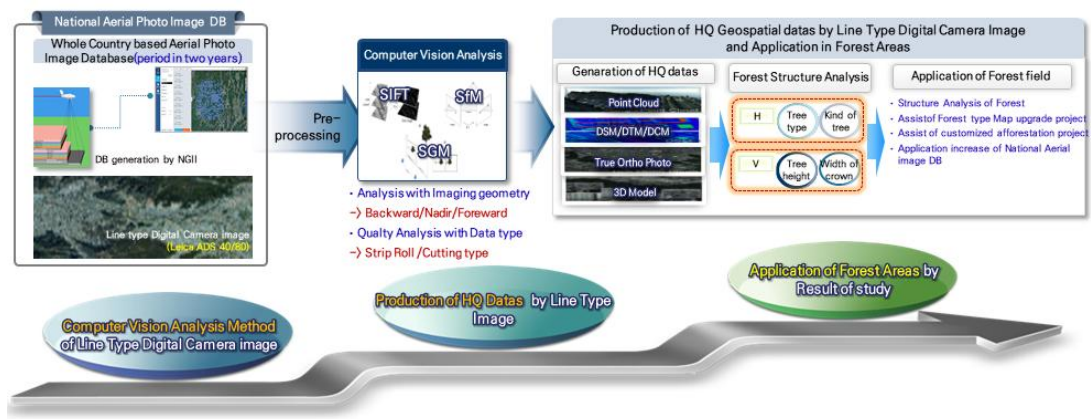 National Aerial Photo Image DB
Whole Country based Aerial Photo
Image Database(period in two years)
DB generation by NGII
Line type Digital Camera image
(Leica ADS 40/80)
Pre-
processing
Computer Vision Analysis
SIFT
SfM
SGM
· Analysis with Imaging geometry
-> Backward/Nadir/Foreward
· Qualty Analysis with Data type
-> Strip Roll /Cutting type
Production of HQ Geospatial datas by Line Type Digital Camera Image
and Application in Forest Areas
Genaration of HQ datas
Point Cloud
DSM/DTM/DCM
True Ortho Photo
3D Model
Forest Structure Analysis
H
Tree
type
Kind of
tree
V
Tree
height
Width of
crown
Application of Forest field
· Structure Analysis of Forest
· Assistof Forest type Map upgrade project
· Assist of customized afforestation project
· Application increase of National Aerial
image DB
Computer Vision Analysis Method
of Line Type Digital Camera image
Production of HQ Datas by Line Type
Image
Application of Forest Areas by
Result of study